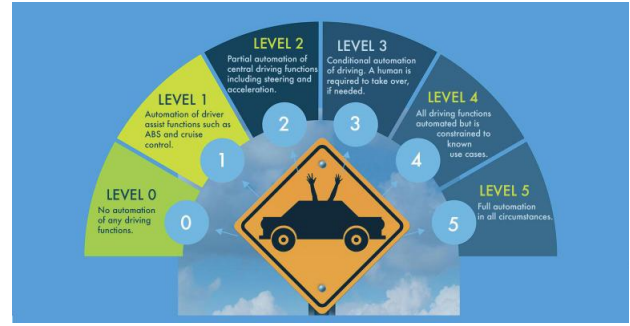 LEVEL 0
No automation
of any driving
functions.
0
LEVEL 1
Automation of driver
assist functions such as
ABS and cruise
control.
1
LEVEL 2
Partial automation of
central driving functions
including steering and
acceleration.
2
LEVEL 3
Conditional automation
of driving. A human is
required to take over,
if needed.
3
LEVEL 4
All driving functions
automated but is
constrained to
known
use cases.
4
LEVEL 5
Full automation
in all circumstances.
5